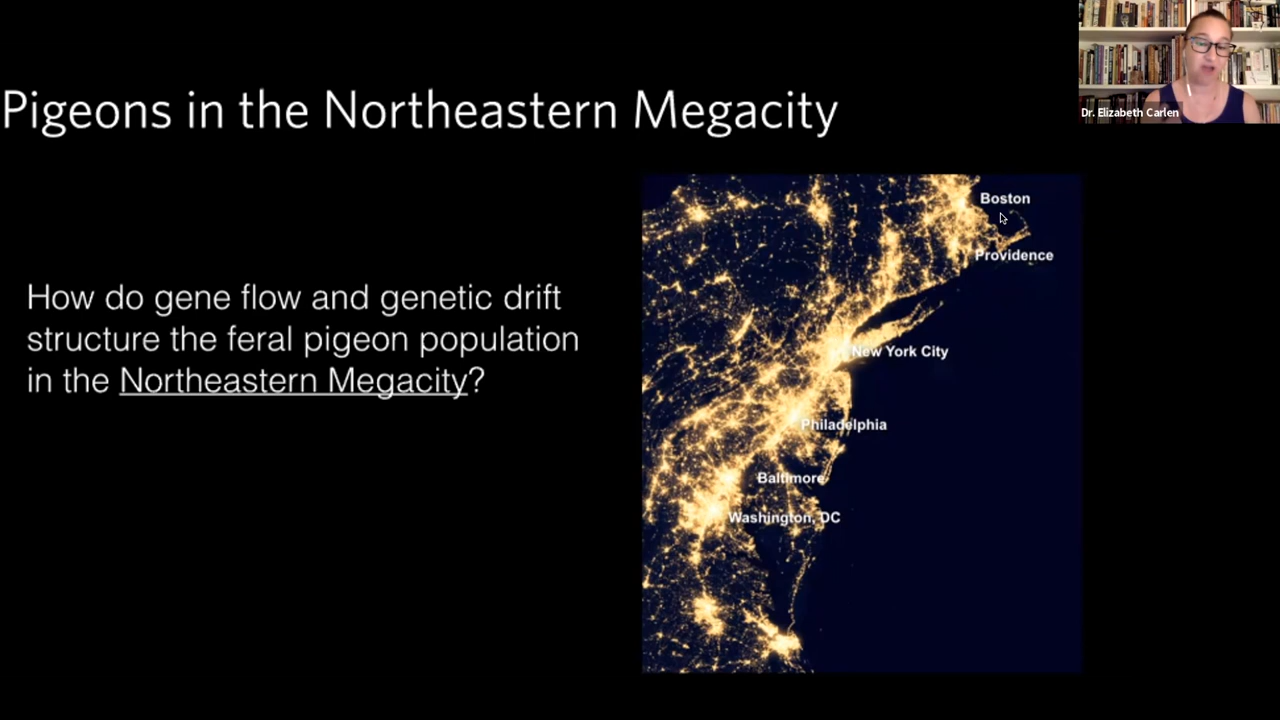 Pigeons in the Northeastern Megacity
Dr. Elizabeth Carlen
How do gene flow and genetic drift
structure the feral pigeon population
in the Northeastern Megacity?
Boston
Providence
New York City
Philadelphia
Baltimore
Washington, DC